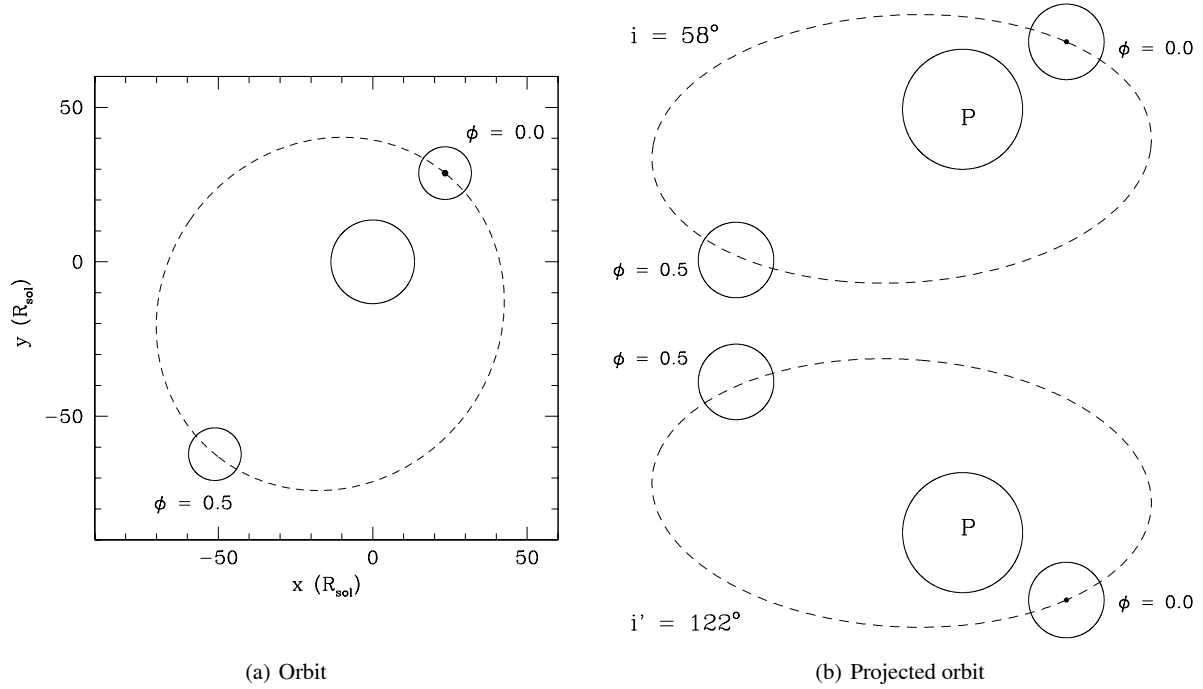 50
0
−50
y (R_sol)
−50
0
50
x (R_sol)
ϕ = 0.0
ϕ = 0.5
(a) Orbit
i = 58°
P
ϕ = 0.0
ϕ = 0.5
ϕ = 0.5
P
ϕ = 0.0
i' = 122°
(b) Projected orbit